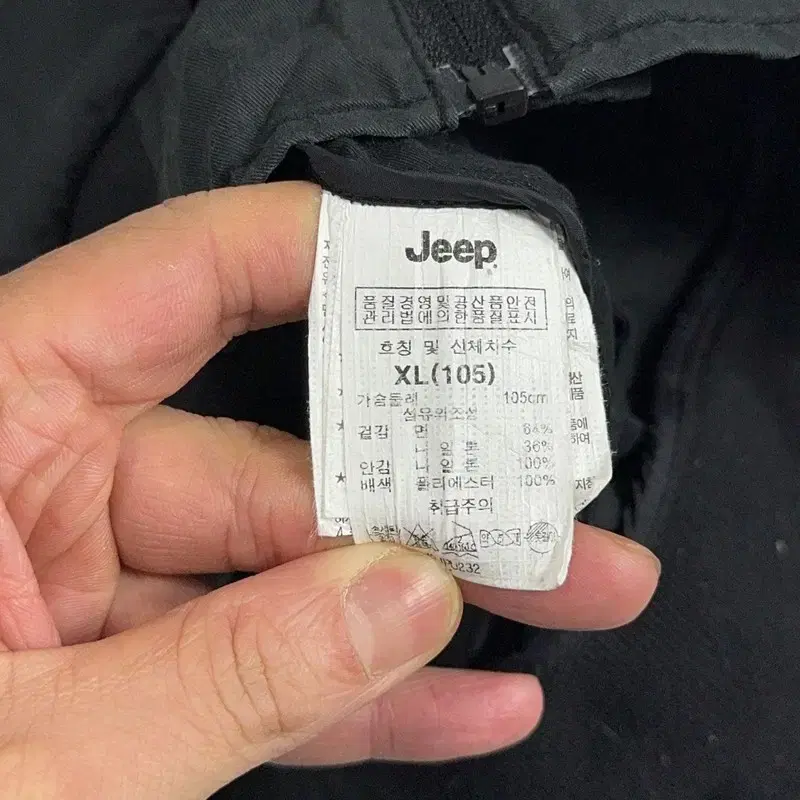 Jeep
품질경영및공산품안전
관리법에의한품질표시
호칭 및 신체치수
XL(105)
가슴둘레 105cm
섬유의조성
겉감 면 64%
나일론 36%
안감 나일론 100%
배색 폴리에스터 100%
취급주의